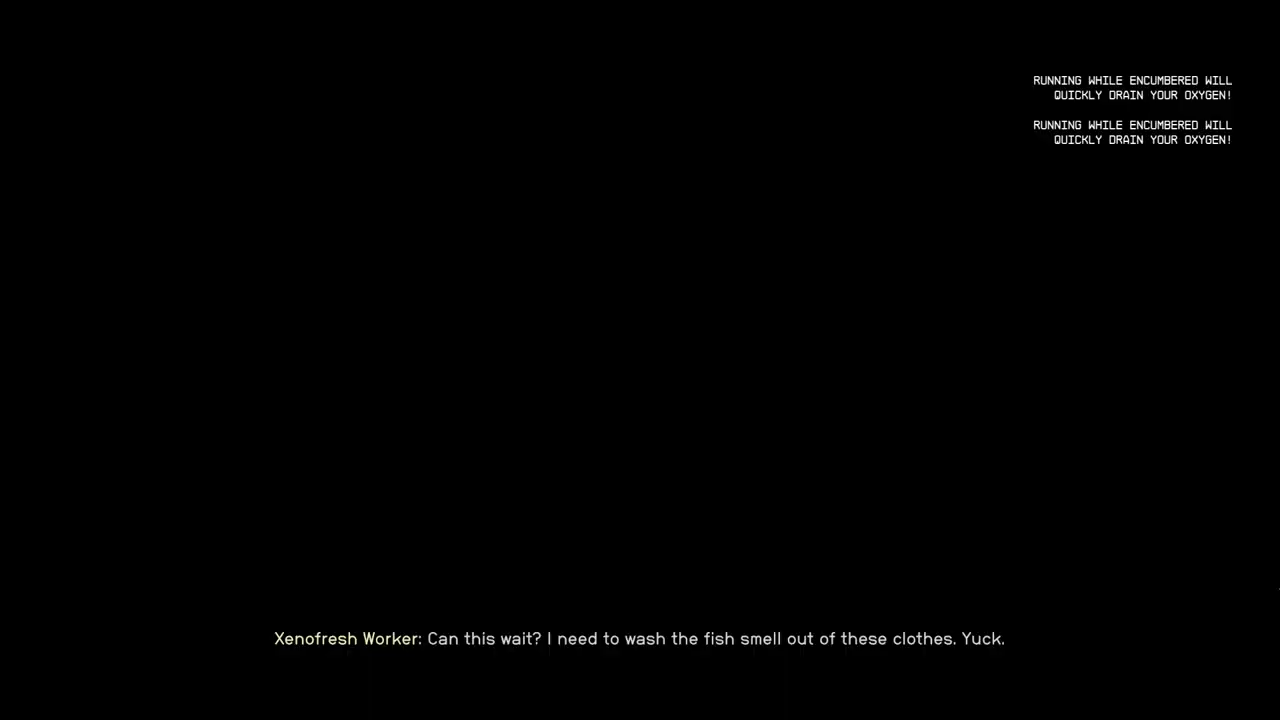 RUNNING WHILE ENCUMBERED WILL
QUICKLY DRAIN YOUR OXYGEN!
RUNNING WHILE ENCUMBERED WILL
QUICKLY DRAIN YOUR OXYGEN!
Xenofresh Worker: Can this wait? I need to wash the fish smell out of these clothes. Yuck.